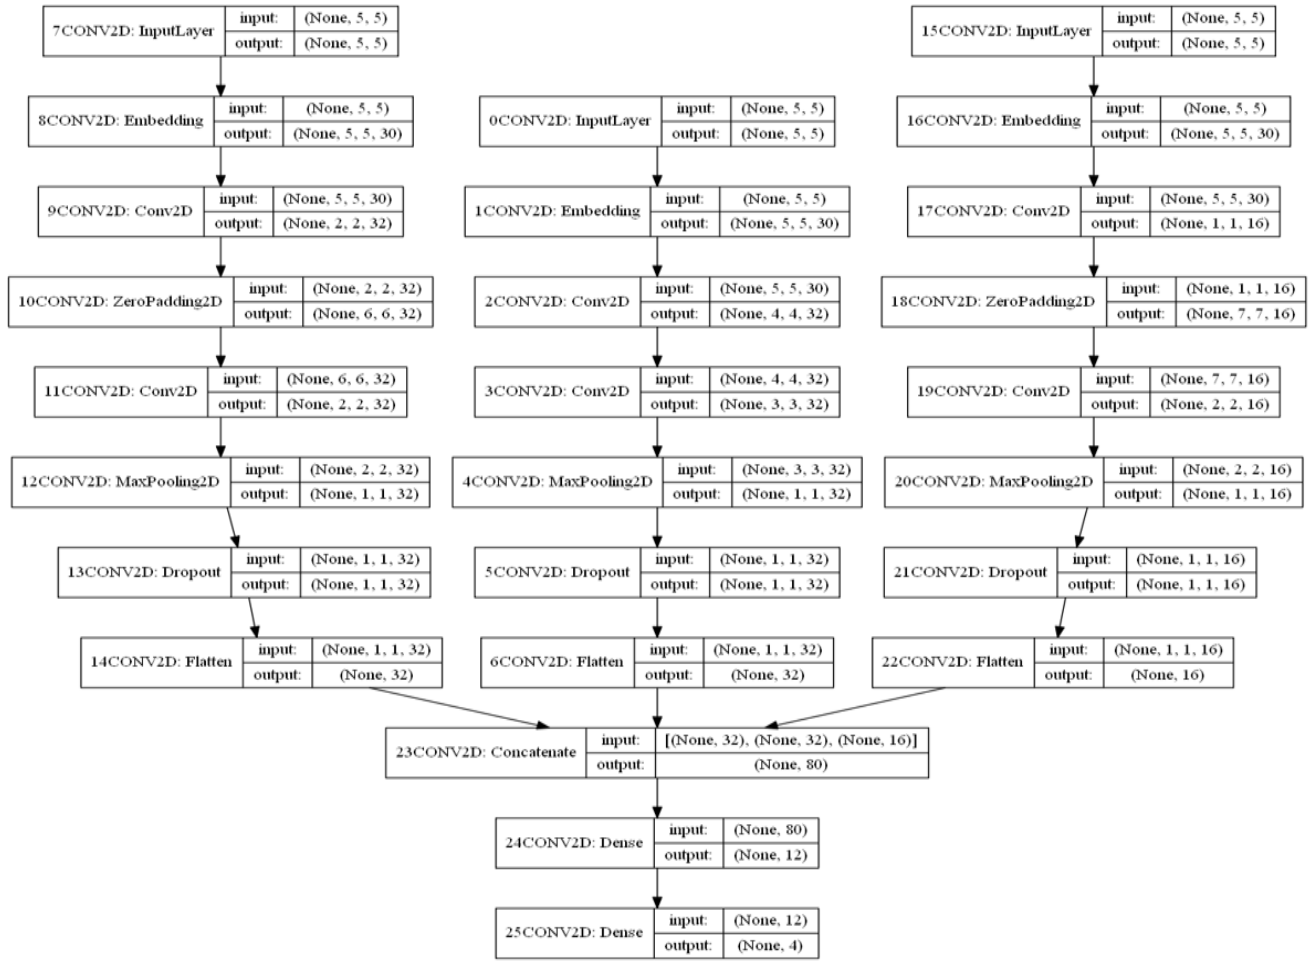 7CONV2D: InputLayer input: (None, 5, 5)
output: (None, 5, 5)
8CONV2D: Embedding input: (None, 5, 5)
output: (None, 5, 5, 30)
9CONV2D: Conv2D input: (None, 5, 5, 30)
output: (None, 2, 2, 32)
10CONV2D: ZeroPadding2D input: (None, 2, 2, 32)
output: (None, 6, 6, 32)
11CONV2D: Conv2D input: (None, 6, 6, 32)
output: (None, 2, 2, 32)
12CONV2D: MaxPooling2D input: (None, 2, 2, 32)
output: (None, 1, 1, 32)
13CONV2D: Dropout input: (None, 1, 1, 32)
output: (None, 1, 1, 32)
14CONV2D: Flatten input: (None, 1, 1, 32)
output: (None, 32)
0CONV2D: InputLayer input: (None, 5, 5)
output: (None, 5, 5)
1CONV2D: Embedding input: (None, 5, 5)
output: (None, 5, 5, 30)
2CONV2D: Conv2D input: (None, 5, 5, 30)
output: (None, 4, 4, 32)
3CONV2D: Conv2D input: (None, 4, 4, 32)
output: (None, 3, 3, 32)
4CONV2D: MaxPooling2D input: (None, 3, 3, 32)
output: (None, 1, 1, 32)
5CONV2D: Dropout input: (None, 1, 1, 32)
output: (None, 1, 1, 32)
6CONV2D: Flatten input: (None, 1, 1, 32)
output: (None, 32)
15CONV2D: InputLayer input: (None, 5, 5)
output: (None, 5, 5)
16CONV2D: Embedding input: (None, 5, 5)
output: (None, 5, 5, 30)
17CONV2D: Conv2D input: (None, 5, 5, 30)
output: (None, 1, 1, 16)
18CONV2D: ZeroPadding2D input: (None, 1, 1, 16)
output: (None, 7, 7, 16)
19CONV2D: Conv2D input: (None, 7, 7, 16)
output: (None, 2, 2, 16)
20CONV2D: MaxPooling2D input: (None, 2, 2, 16)
output: (None, 1, 1, 16)
21CONV2D: Dropout input: (None, 1, 1, 16)
output: (None, 1, 1, 16)
22CONV2D: Flatten input: (None, 1, 1, 16)
output: (None, 16)
23CONV2D: Concatenate input: [(None, 32), (None, 32), (None, 16)]
output: (None, 80)
24CONV2D: Dense input: (None, 80)
output: (None, 12)
25CONV2D: Dense input: (None, 12)
output: (None, 4)